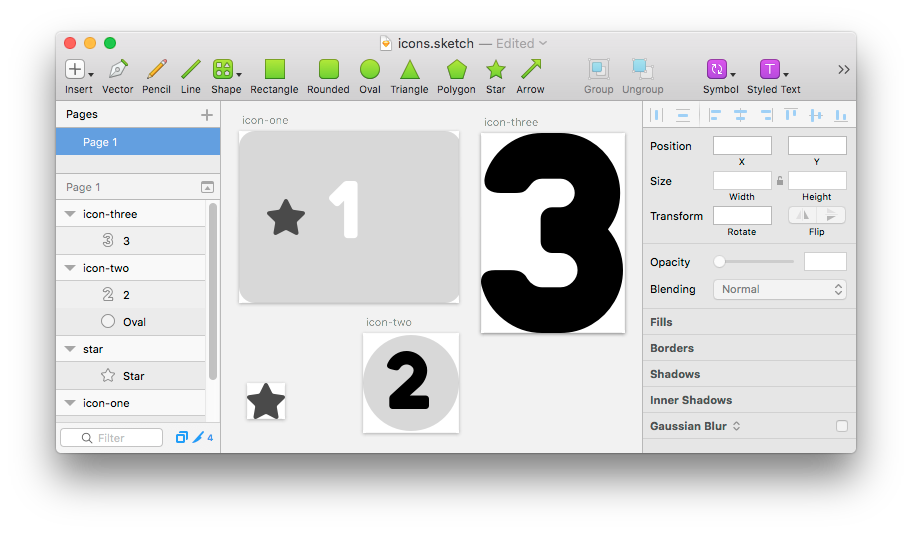 icons.sketch — Edited
Insert Vector Pencil Line Shape Rectangle Rounded Oval Triangle Polygon Star Arrow Group Ungroup Symbol Styled Text
Pages
Page 1
Page 1
icon-three
3
icon-two
2
Oval
star
Star
icon-one
Filter
4
icon-one
1
icon-three
3
icon-two
2
Position
X Y
Size
Width Height
Transform
Rotate Flip
Opacity
Blending Normal
Fills
Borders
Shadows
Inner Shadows
Gaussian Blur